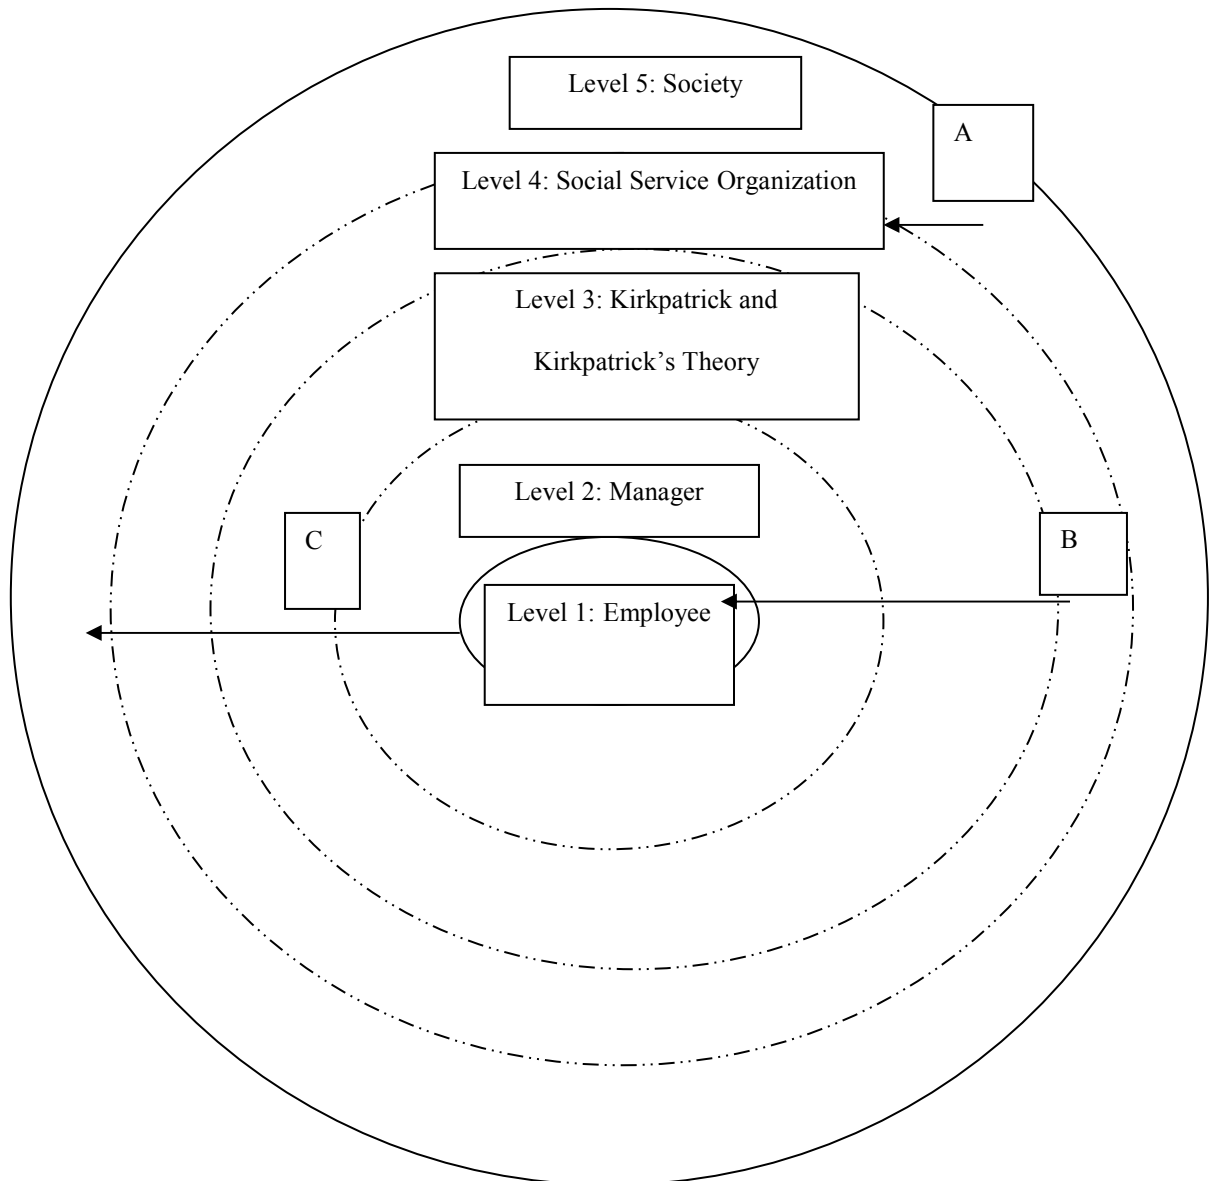 Level 5: Society
A
Level 4: Social Service Organization
Level 3: Kirkpatrick and
Kirkpatrick’s Theory
Level 2: Manager
C
B
Level 1: Employee